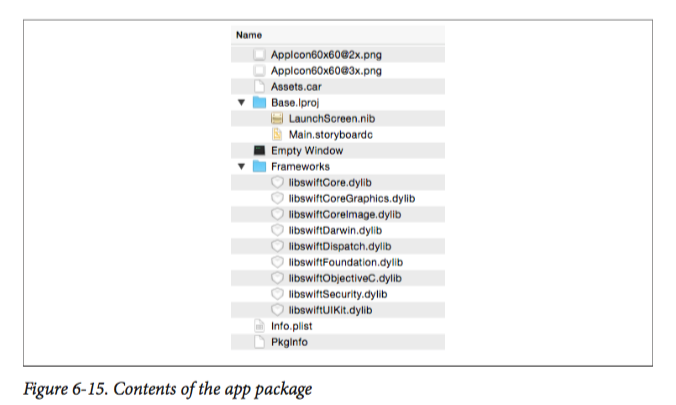 Name
AppIcon60x60@2x.png
AppIcon60x60@3x.png
Assets.car
Base.lproj
LaunchScreen.nib
Main.storyboardc
Empty Window
Frameworks
libswiftCore.dylib
libswiftCoreGraphics.dylib
libswiftCoreImage.dylib
libswiftDarwin.dylib
libswiftDispatch.dylib
libswiftFoundation.dylib
libswiftObjectiveC.dylib
libswiftSecurity.dylib
libswiftUIKit.dylib
Info.plist
PkgInfo
Figure 6-15. Contents of the app package